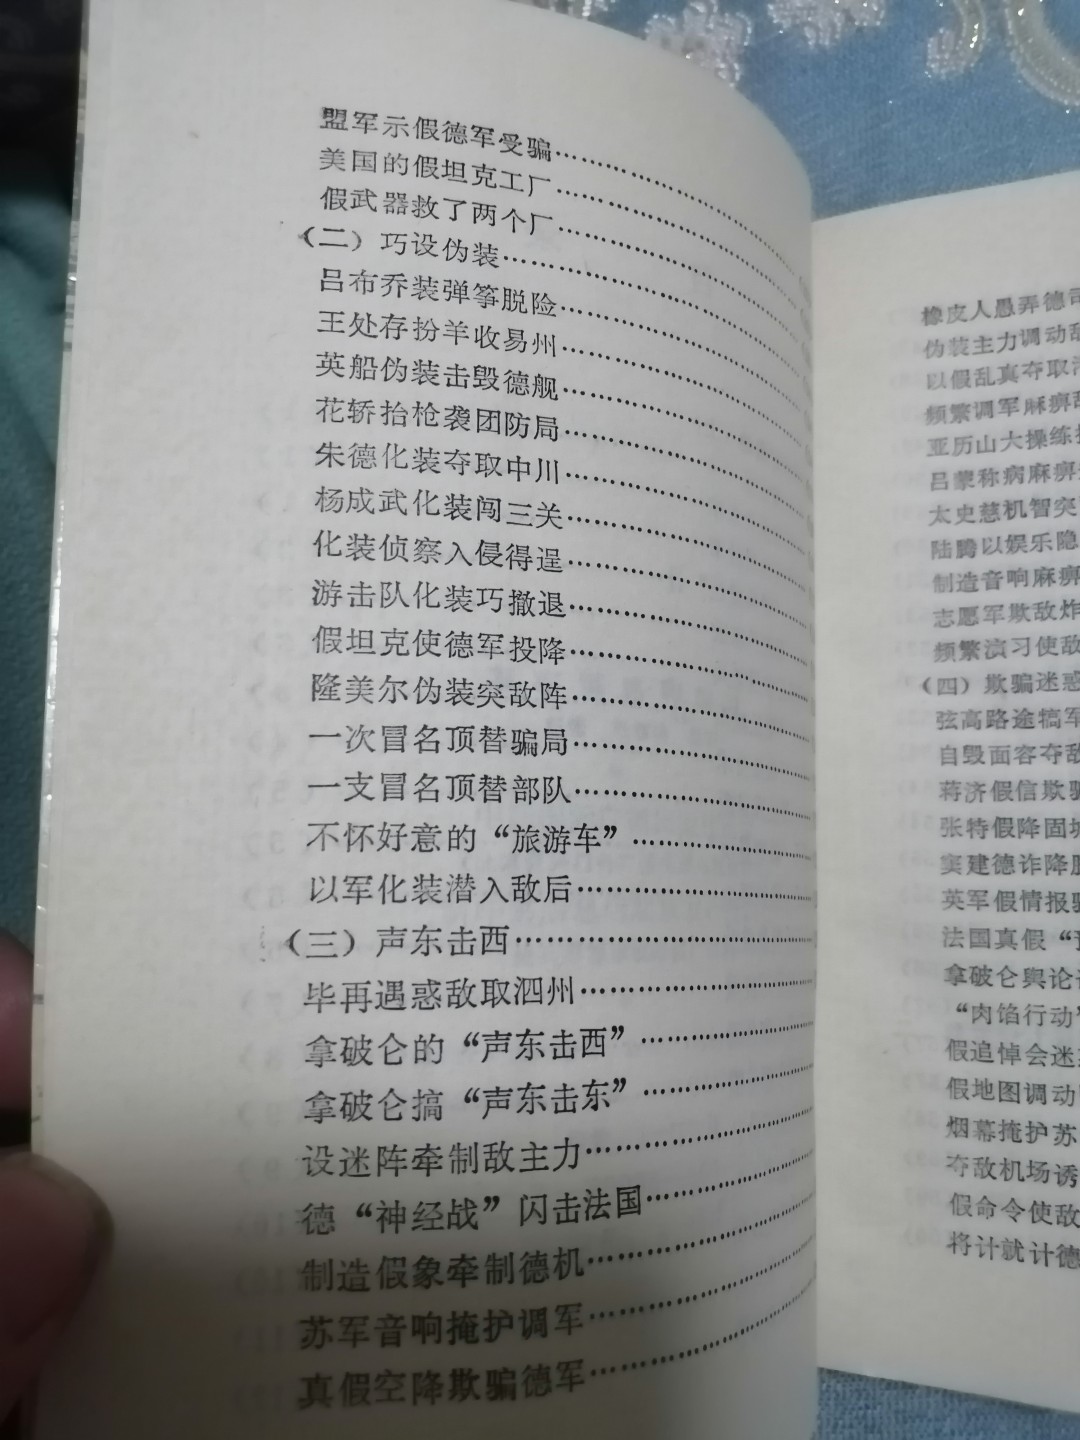 盟军示假德军受骗……………………
美国的假坦克工厂……………………
假武器救了两个厂……………………
（二）巧设伪装……………………
吕布乔装弹筝脱险……………………
王处存扮羊收易州……………………
英船伪装击毁德舰……………………
花轿抬枪袭团防局……………………
朱德化装夺取中川……………………
杨成武化装闯三关……………………
化装侦察入侵得逞……………………
游击队化装巧撤退……………………
假坦克使德军投降……………………
隆美尔伪装突敌阵……………………
一次冒名顶替骗局……………………
一支冒名顶替部队……………………
不怀好意的“旅游车”……………………
以军化装潜入敌后……………………
（三）声东击西……………………
毕再遇惑敌取泗州……………………
拿破仑的“声东击西”……………………
拿破仑搞“声东击东”……………………
设迷阵牵制敌主力……………………
德“神经战”闪击法国……………………
制造假象牵制德机……………………
苏军音响掩护调军……………………
真假空降欺骗德军……………………
橡皮人愚弄德司
伪装主力调动敌
以假乱真夺取
频繁调军麻痹敌
亚历山大操练
吕蒙称病麻痹
太史慈机智突
陆腾以娱乐隐
制造音响麻痹
志愿军欺敌炸
频繁演习使敌
（四）欺骗迷惑
弦高路途犒军
自毁面容夺敌
蒋济假信欺骗
张特假降固城
窦建德诈降
英军假情报骗
法国真假“
拿破仑舆论
“肉馅行动”
假追悼会迷
假地图调动
烟幕掩护苏
夺敌机场诱
假命令使敌
将计就计德